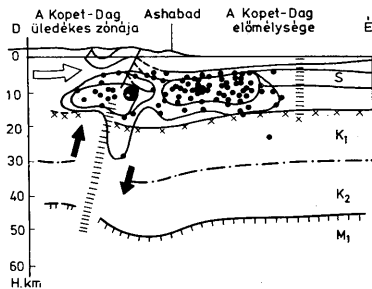 A Kopet-Dag üledékes zónája
Ashabad
A Kopet-Dag előmélysége
D
É
0
10
20
30
40
50
60
H.km
S
K₁
K₂
M₁